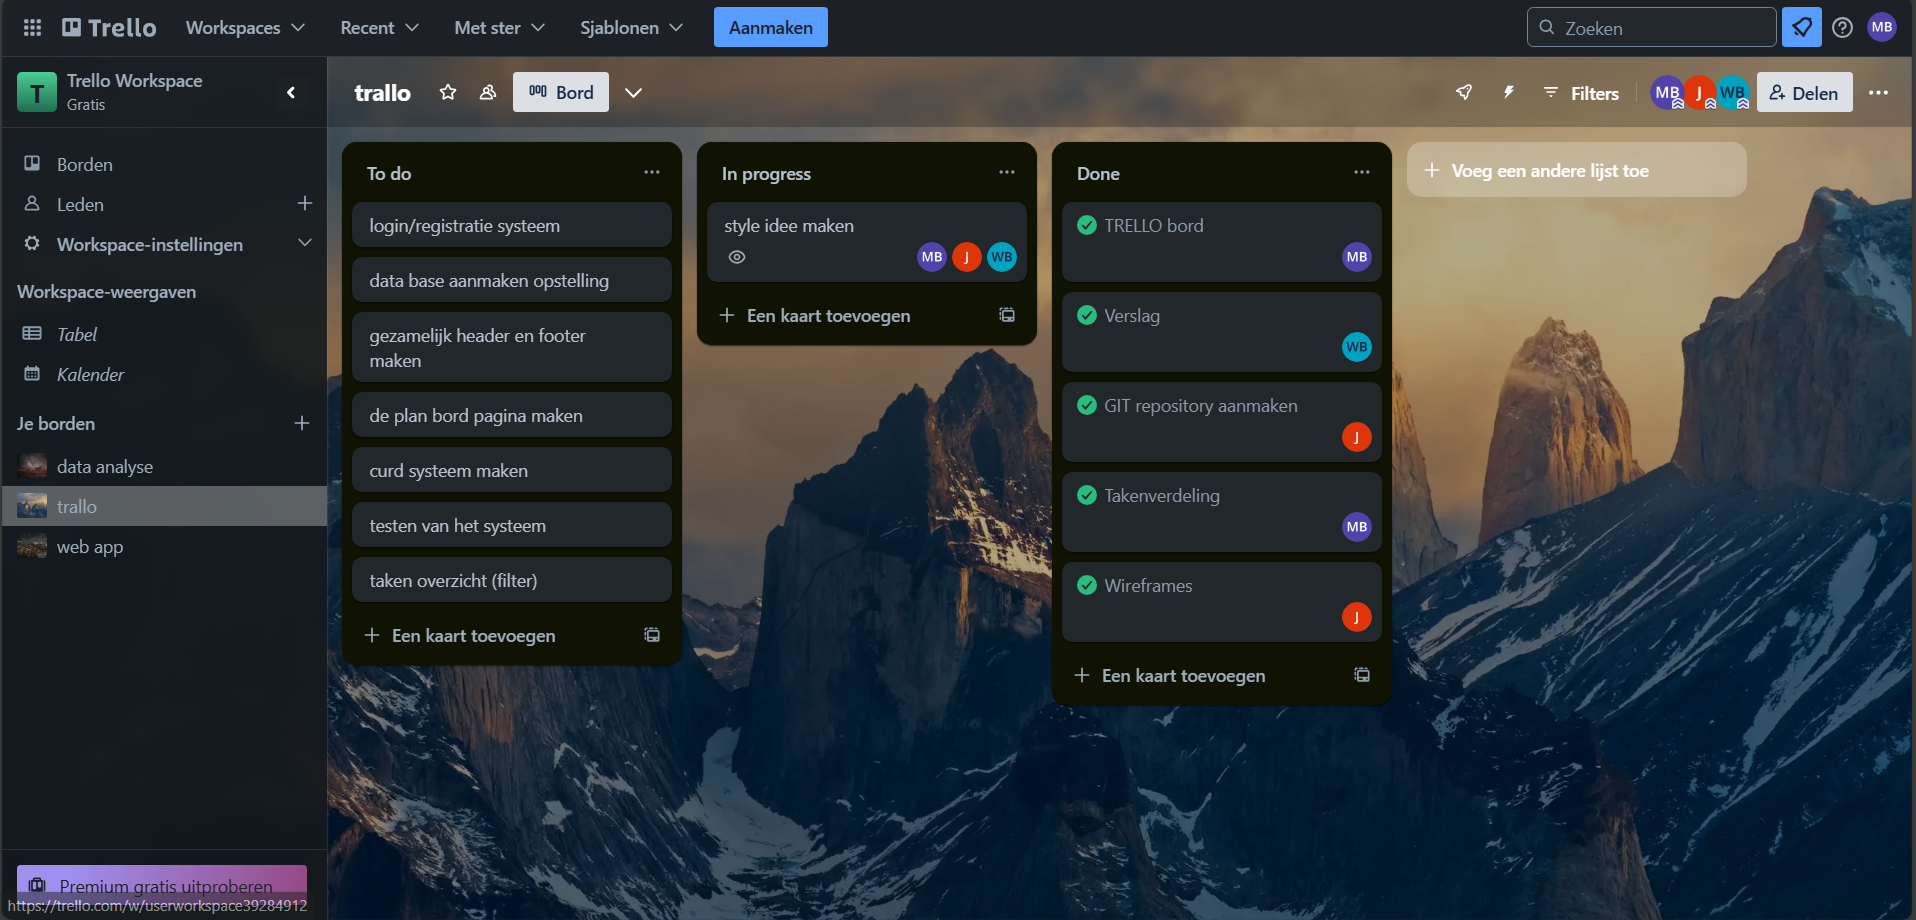 Trello Workspaces Recent Met ster Sjablonen Aanmaken Zoeken MB
T Trello Workspace
Gratis
trallo Bord Filters MB J WB Delen
Borden
Leden
Workspace-instellingen
Workspace-weergaven
Tabel
Kalender
Je borden
data analyse
trallo
web app
Premium gratis uitproberen
https://trello.com/w/userworkspace39284912
To do
login/registratie systeem
data base aanmaken opstelling
gezamelijk header en footer
maken
de plan bord pagina maken
curd systeem maken
testen van het systeem
taken overzicht (filter)
Een kaart toevoegen
In progress
style idee maken
MB J WB
Een kaart toevoegen
Done
TRELLO bord
MB
Verslag
WB
GIT repository aanmaken
J
Takenverdeling
MB
Wireframes
J
Een kaart toevoegen
Voeg een andere lijst toe